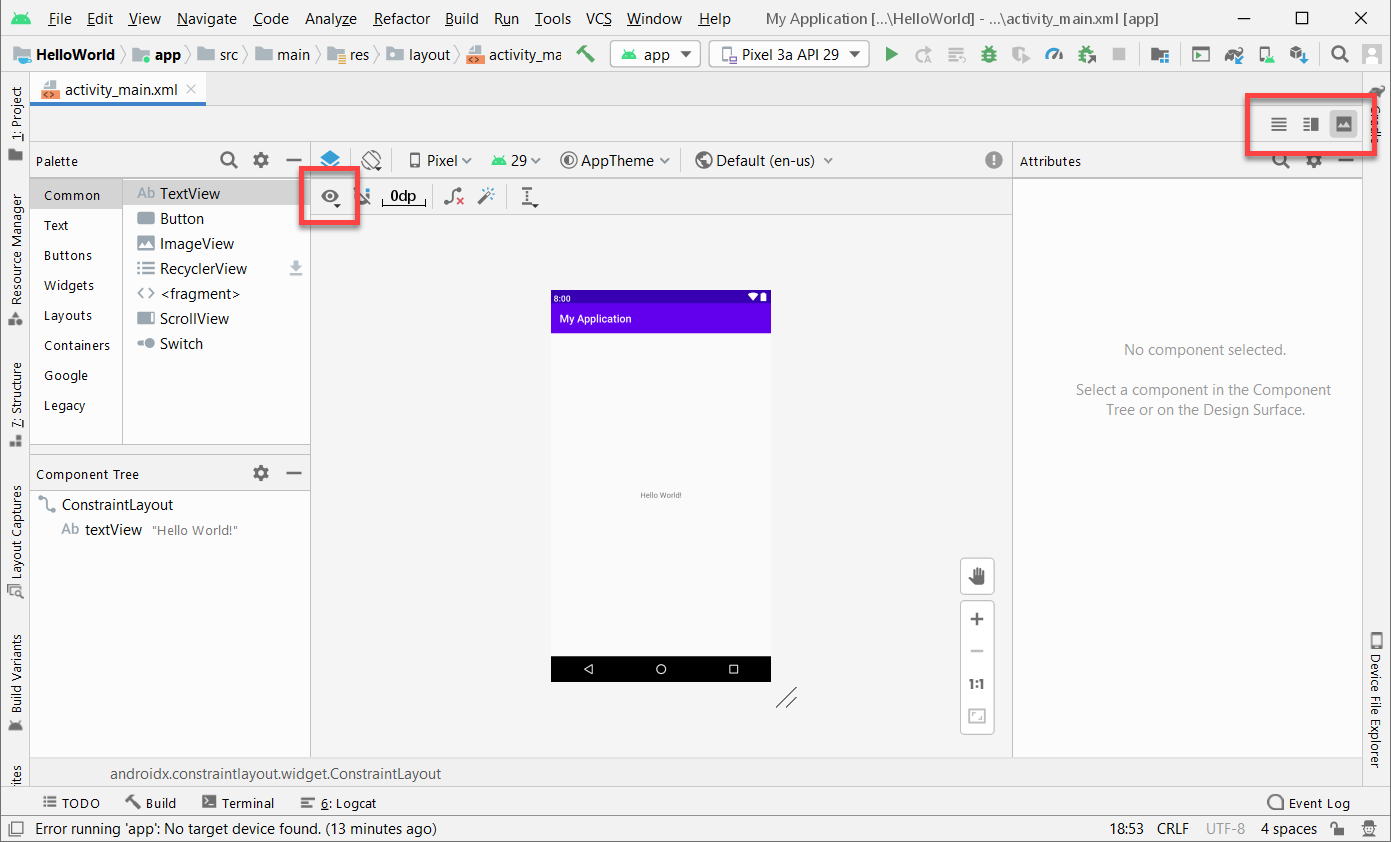 File Edit View Navigate Code Analyze Refactor Build Run Tools VCS Window Help My Application [...\HelloWorld] - ...\activity_main.xml [app]
HelloWorld app src main res layout activity_ma app Pixel 3a API 29
activity_main.xml
1: Project
Resource Manager
7: Structure
Layout Captures
Build Variants
rites
Palette
Common
Text
Buttons
Widgets
Layouts
Containers
Google
Legacy
Ab TextView
Button
ImageView
RecyclerView
<fragment>
ScrollView
Switch
Component Tree
ConstraintLayout
Ab textView "Hello World!"
Pixel 29 AppTheme Default (en-us)
0dp
8:00
My Application
Hello World!
1:1
Attributes
No component selected.
Select a component in the Component
Tree or on the Design Surface.
Gradle
Device File Explorer
androidx.constraintlayout.widget.ConstraintLayout
TODO Build Terminal 6: Logcat Event Log
Error running 'app': No target device found. (13 minutes ago) 18:53 CRLF UTF-8 4 spaces